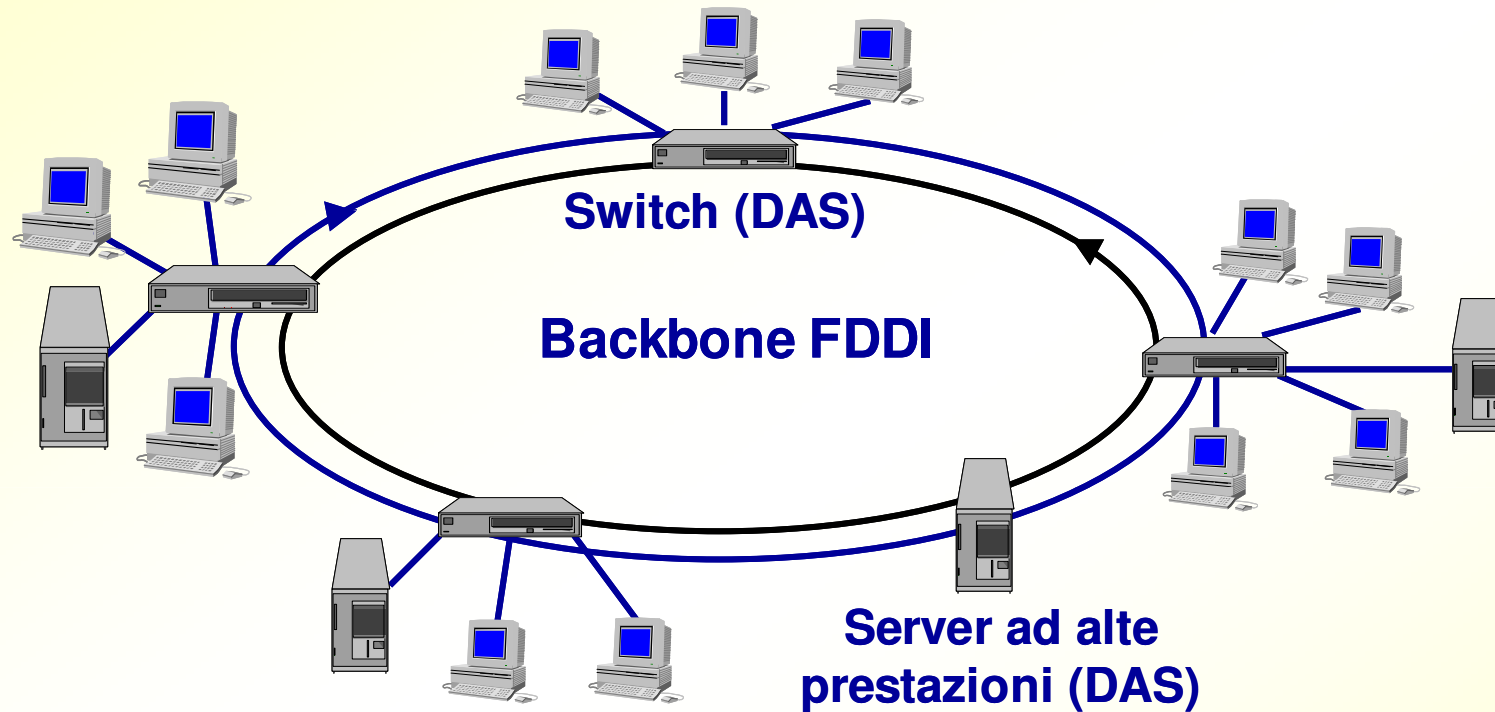 Switch (DAS)
Backbone FDDI
Server ad alte
prestazioni (DAS)